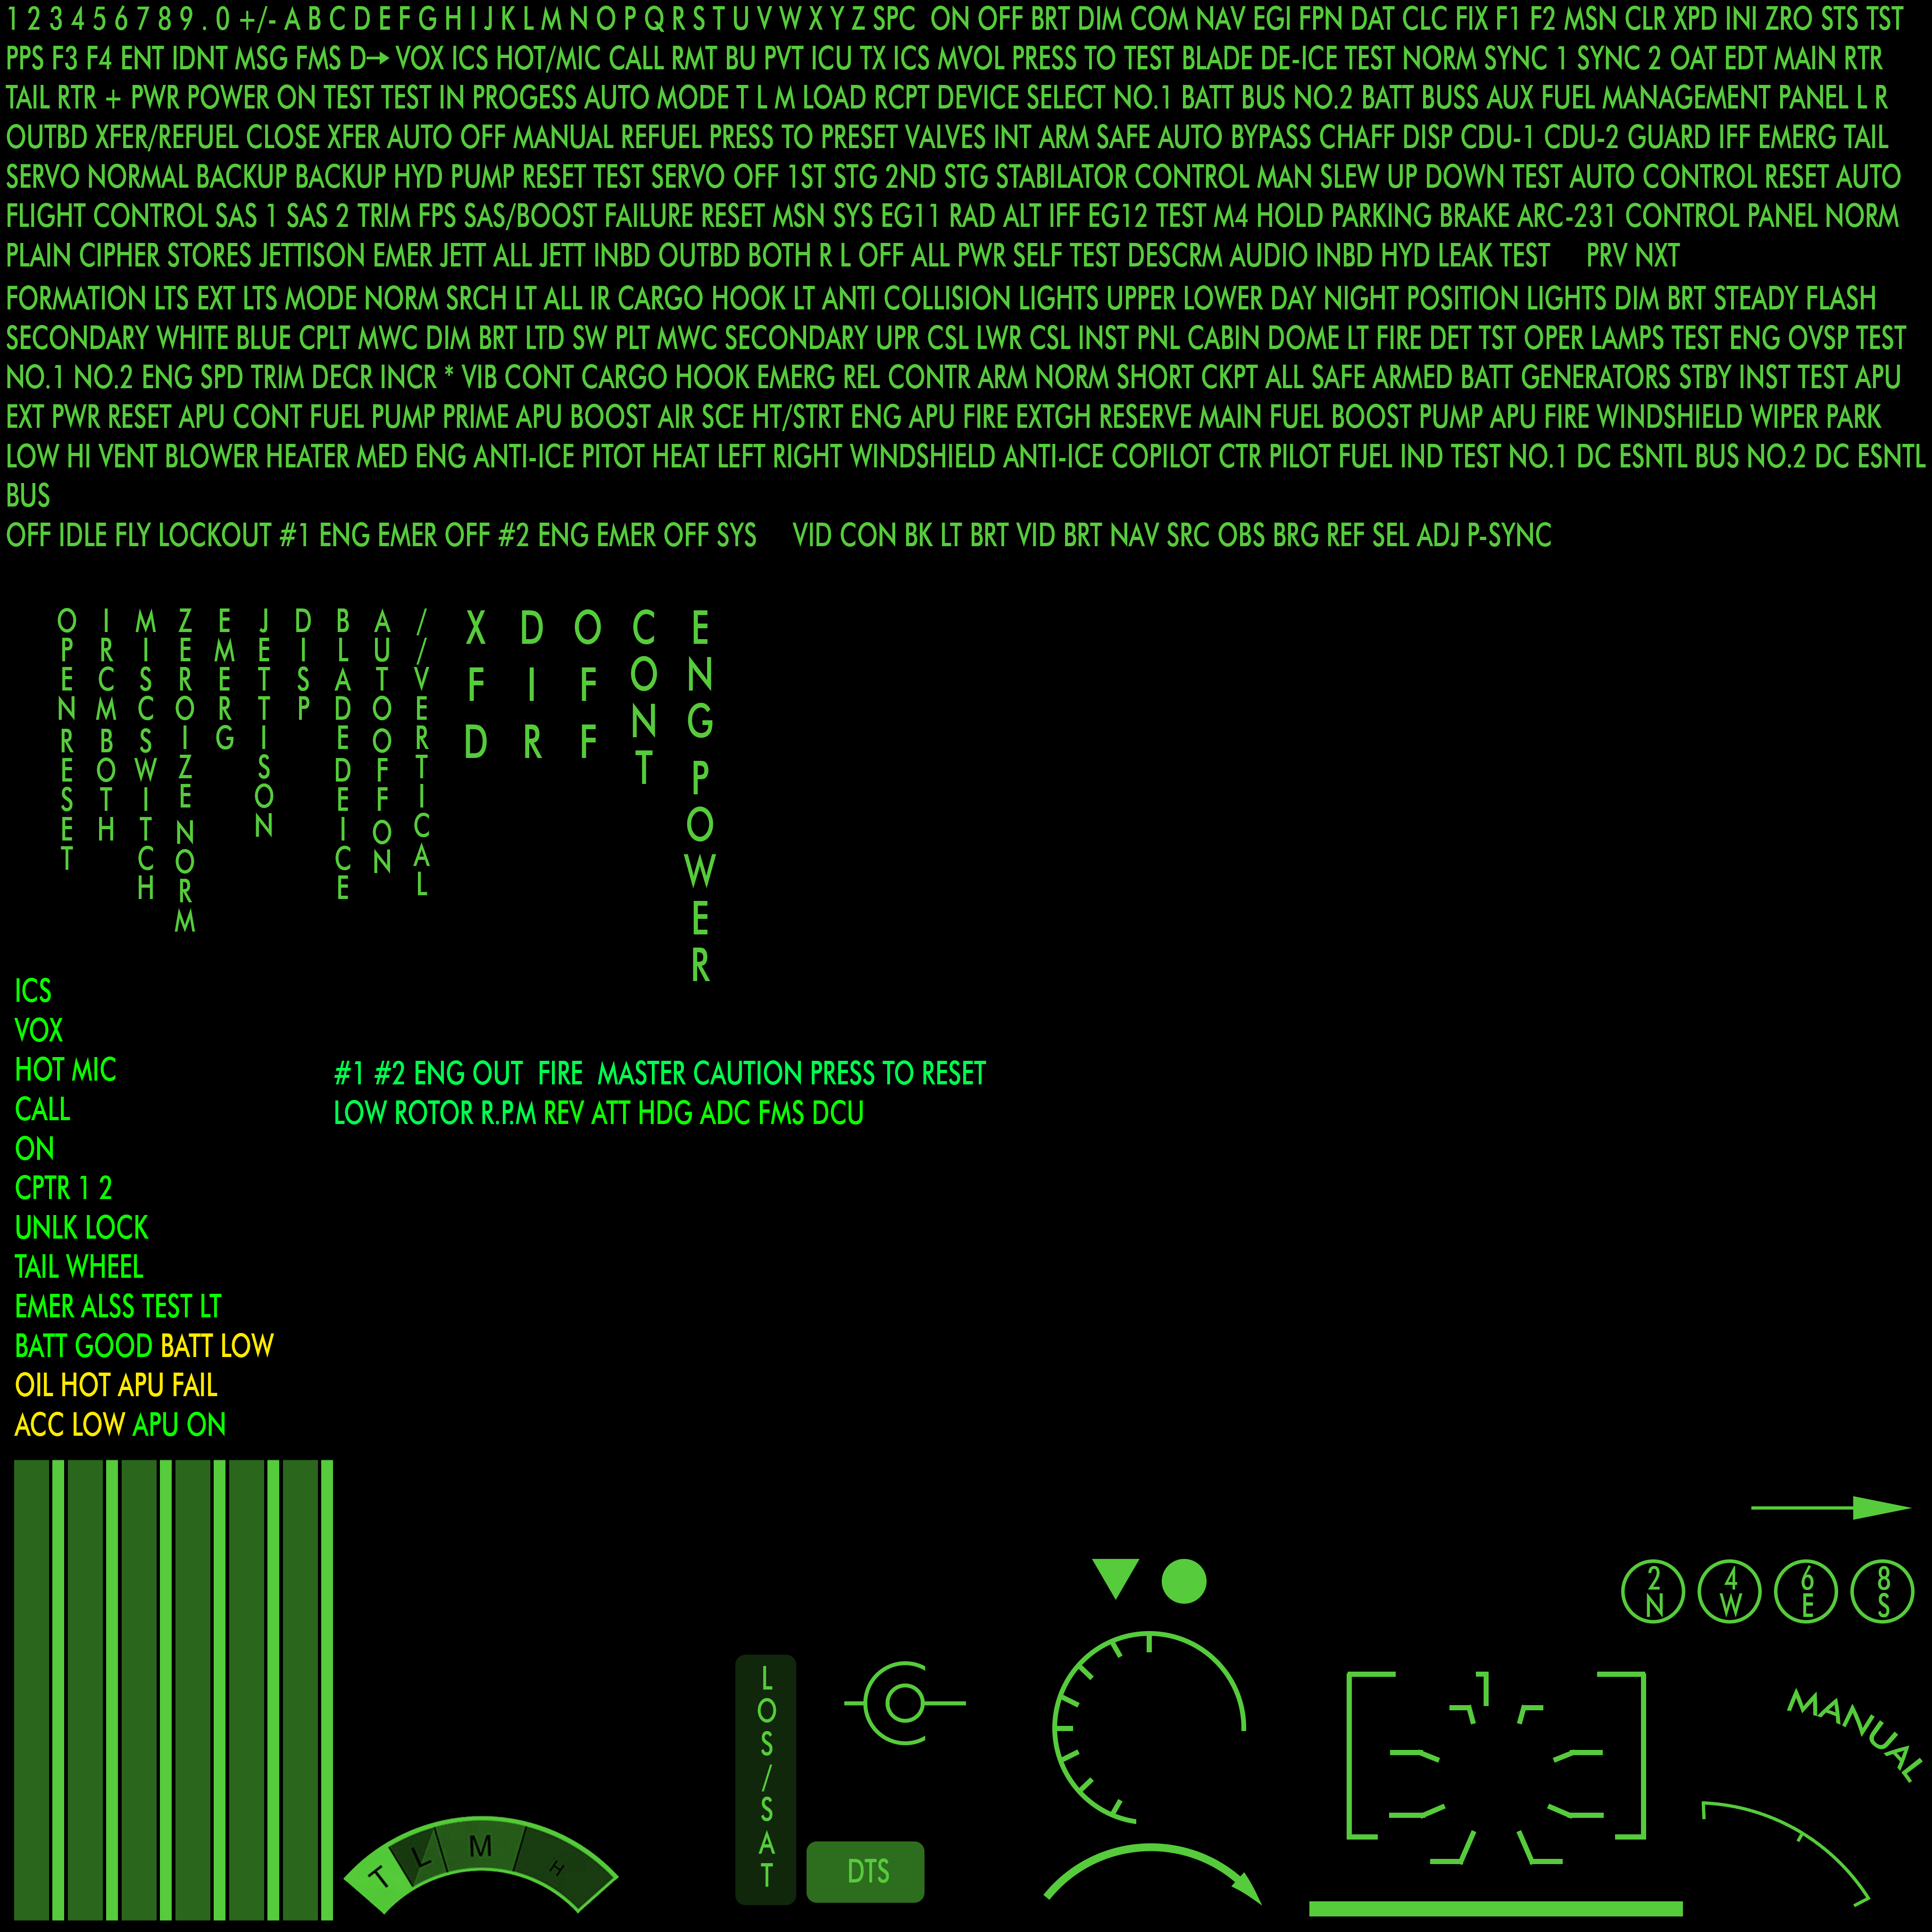 1 2 3 4 5 6 7 8 9 . 0 +/- A B C D E F G H I J K L M N O P Q R S T U V W X Y Z SPC ON OFF BRT DIM COM NAV EGI FPN DAT CLC FIX F1 F2 MSN CLR XPD INI ZRO STS TST
PPS F3 F4 ENT IDNT MSG FMS D→ VOX ICS HOT/MIC CALL RMT BU PVT ICU TX ICS MVOL PRESS TO TEST BLADE DE-ICE TEST NORM SYNC 1 SYNC 2 OAT EDT MAIN RTR
TAIL RTR + PWR POWER ON TEST TEST IN PROGESS AUTO MODE T L M LOAD RCPT DEVICE SELECT NO.1 BATT BUS NO.2 BATT BUSS AUX FUEL MANAGEMENT PANEL L R
OUTBD XFER/REFUEL CLOSE XFER AUTO OFF MANUAL REFUEL PRESS TO PRESET VALVES INT ARM SAFE AUTO BYPASS CHAFF DISP CDU-1 CDU-2 GUARD IFF EMERG TAIL
SERVO NORMAL BACKUP BACKUP HYD PUMP RESET TEST SERVO OFF 1ST STG 2ND STG STABILATOR CONTROL MAN SLEW UP DOWN TEST AUTO CONTROL RESET AUTO
FLIGHT CONTROL SAS 1 SAS 2 TRIM FPS SAS/BOOST FAILURE RESET MSN SYS EG11 RAD ALT IFF EG12 TEST M4 HOLD PARKING BRAKE ARC-231 CONTROL PANEL NORM
PLAIN CIPHER STORES JETTISON EMER JETT ALL JETT INBD OUTBD BOTH R L OFF ALL PWR SELF TEST DESCRM AUDIO INBD HYD LEAK TEST PRV NXT
FORMATION LTS EXT LTS MODE NORM SRCH LT ALL IR CARGO HOOK LT ANTI COLLISION LIGHTS UPPER LOWER DAY NIGHT POSITION LIGHTS DIM BRT STEADY FLASH
SECONDARY WHITE BLUE CPLT MWC DIM BRT LTD SW PLT MWC SECONDARY UPR CSL LWR CSL INST PNL CABIN DOME LT FIRE DET TST OPER LAMPS TEST ENG OVSP TEST
NO.1 NO.2 ENG SPD TRIM DECR INCR * VIB CONT CARGO HOOK EMERG REL CONTR ARM NORM SHORT CKPT ALL SAFE ARMED BATT GENERATORS STBY INST TEST APU
EXT PWR RESET APU CONT FUEL PUMP PRIME APU BOOST AIR SCE HT/STRT ENG APU FIRE EXTGH RESERVE MAIN FUEL BOOST PUMP APU FIRE WINDSHIELD WIPER PARK
LOW HI VENT BLOWER HEATER MED ENG ANTI-ICE PITOT HEAT LEFT RIGHT WINDSHIELD ANTI-ICE COPILOT CTR PILOT FUEL IND TEST NO.1 DC ESNTL BUS NO.2 DC ESNTL
BUS
OFF IDLE FLY LOCKOUT #1 ENG EMER OFF #2 ENG EMER OFF SYS VID CON BK LT BRT VID BRT NAV SRC OBS BRG REF SEL ADJ P-SYNC
OPEN RESET
IRCM BOTH
MISC SWITCH
ZEROIZE NORM
EMERG
JETTISON
DISP
BLADE DEICE
AUTO OFF ON
//VERTICAL
XFD
DIR
OFF
CONT
ENG POWER
ICS
VOX
HOT MIC
CALL
ON
CPTR 1 2
UNLK LOCK
TAIL WHEEL
EMER ALSS TEST LT
BATT GOOD BATT LOW
OIL HOT APU FAIL
ACC LOW APU ON
#1 #2 ENG OUT FIRE MASTER CAUTION PRESS TO RESET
LOW ROTOR R.P.M REV ATT HDG ADC FMS DCU
2 4 6 8
N W E S
MANUAL
LOS/SAT
DTS
T L M H